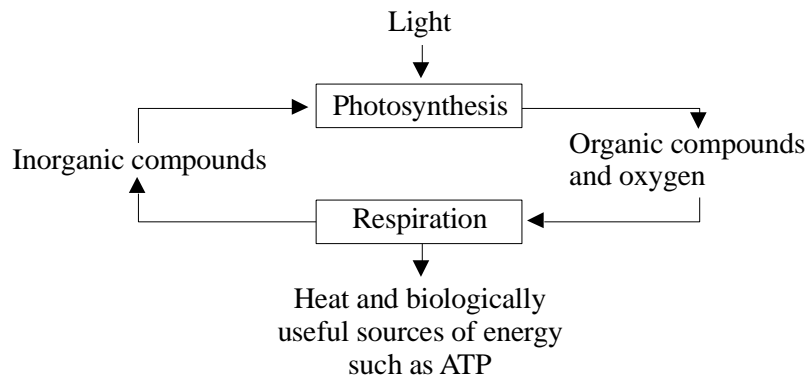 Light
Photosynthesis
Inorganic compounds
Organic compounds
and oxygen
Respiration
Heat and biologically
useful sources of energy
such as ATP